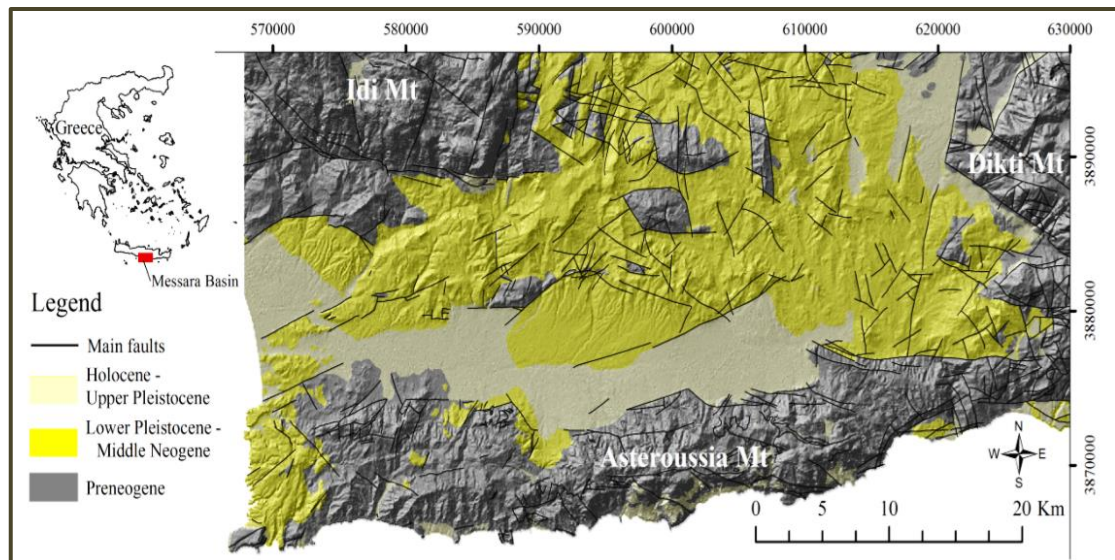 570000 580000 590000 600000 610000 620000 630000
Idi Mt
Greece
Dikti Mt
3890000
Messara Basin
Legend
Main faults
Holocene -
Upper Pleistocene
Lower Pleistocene -
Middle Neogene
Preneogene
3880000
Asteroussia Mt
N
W E
S
3870000
0 5 10 20 Km